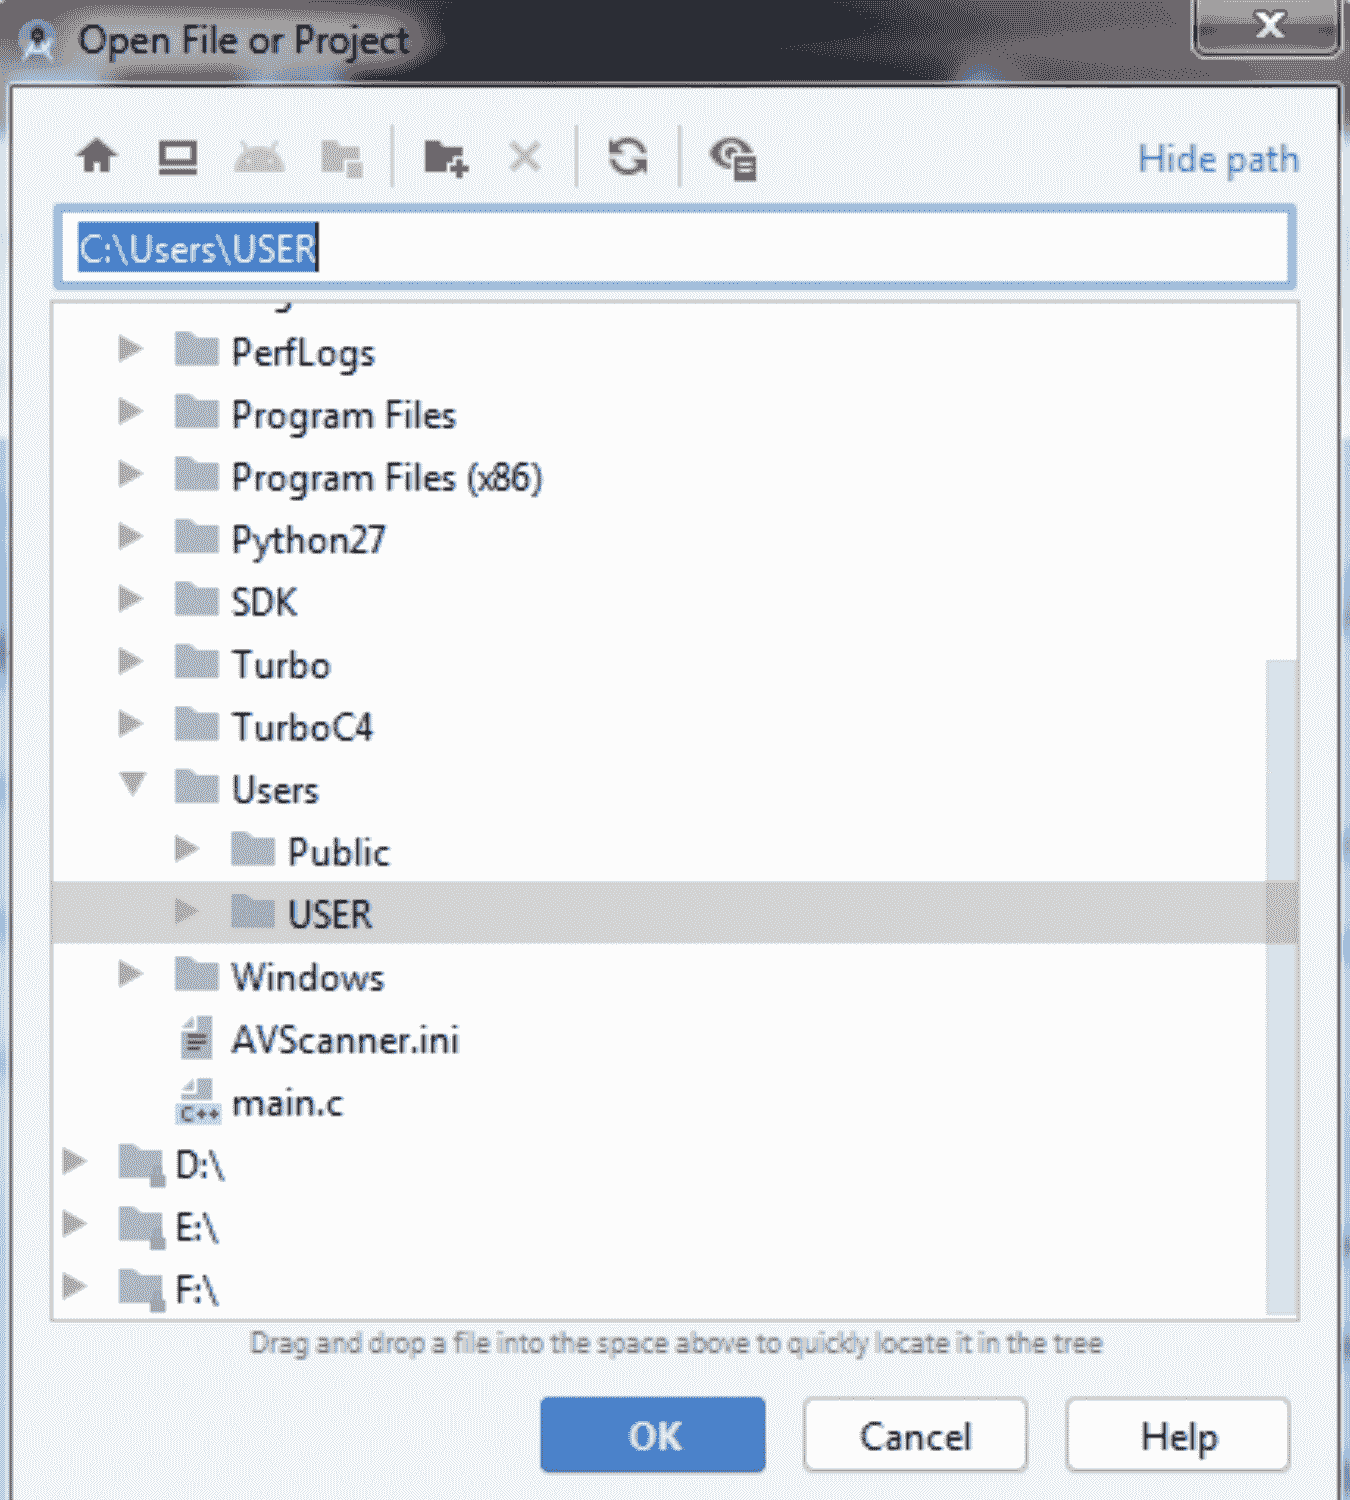 Open File or Project
Hide path
C:\Users\USER
PerfLogs
Program Files
Program Files (x86)
Python27
SDK
Turbo
TurboC4
Users
Public
USER
Windows
AVScanner.ini
C++ main.c
D:\
E:\
F:\
Drag and drop a file into the space above to quickly locate it in the tree
OK Cancel Help